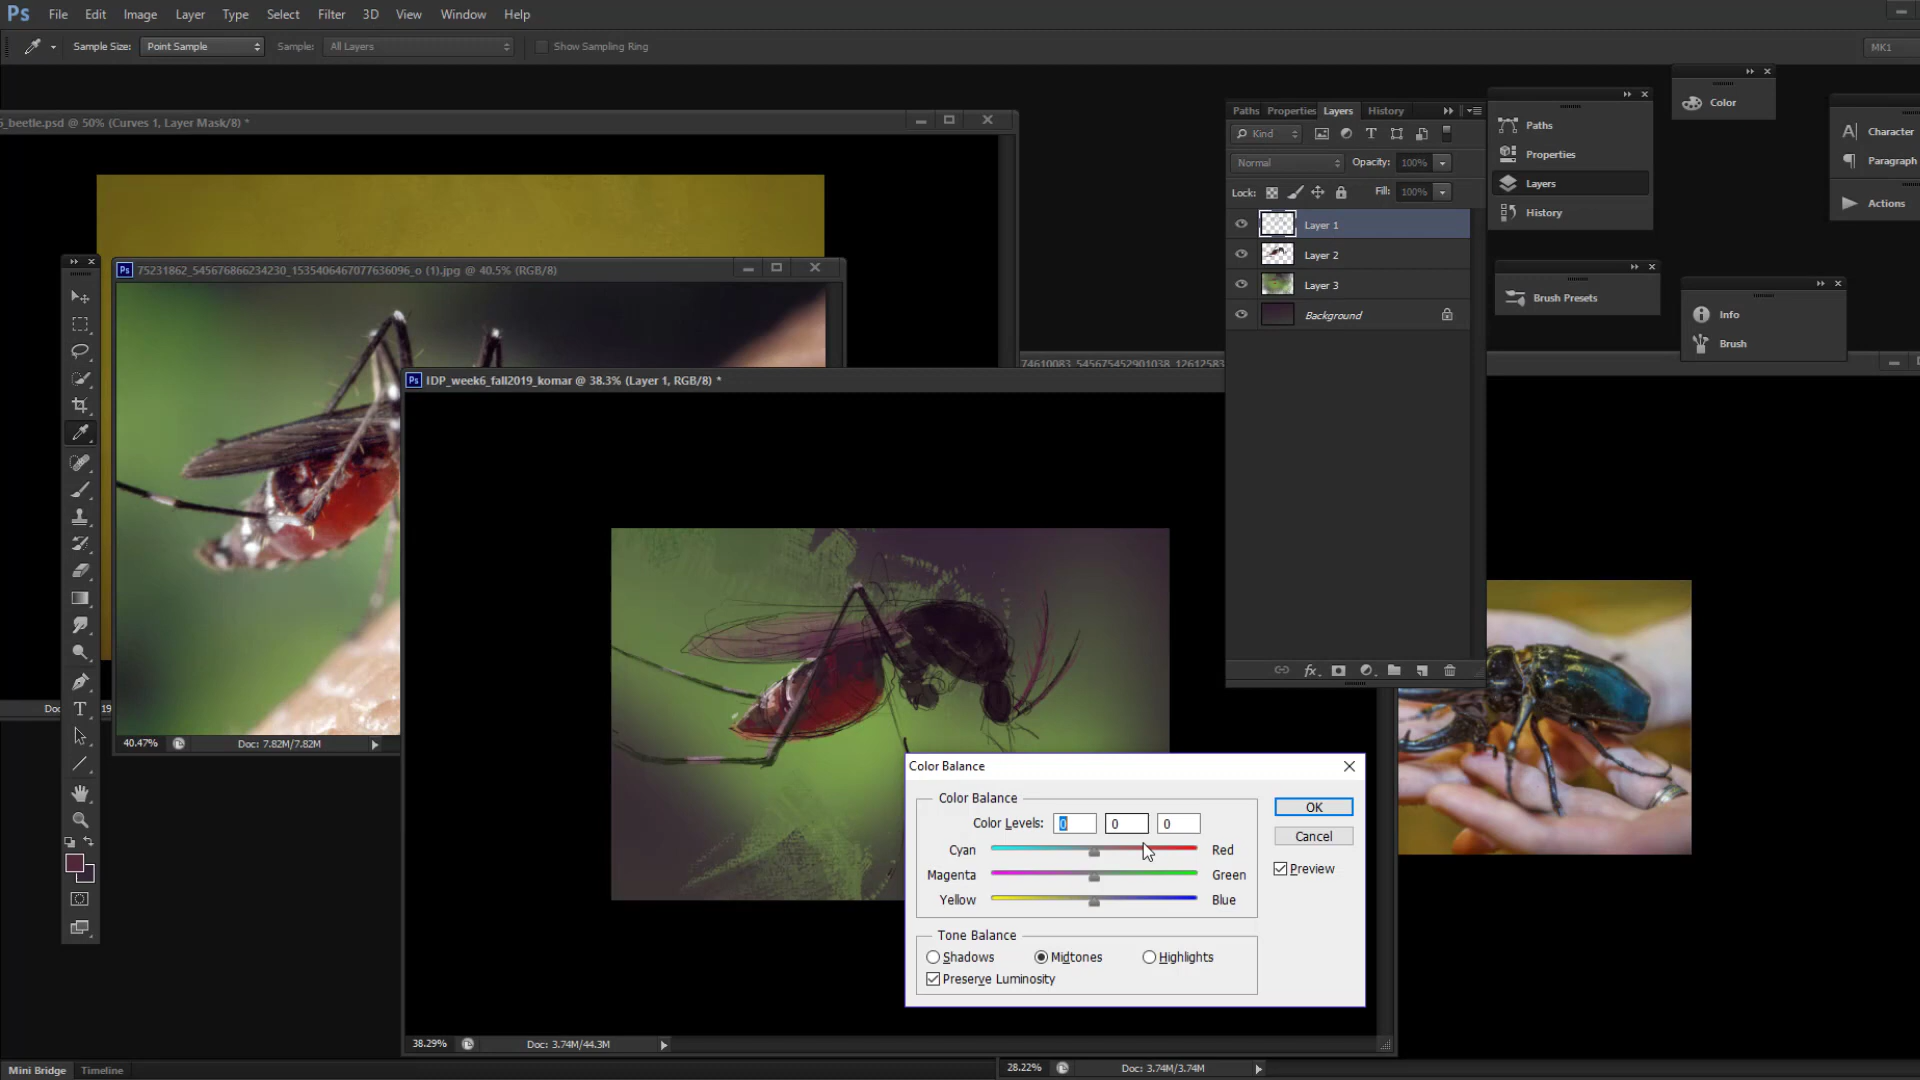 Ps File Edit Image Layer Type Select Filter 3D View Window Help
Sample Size: Point Sample Sample: All Layers Show Sampling Ring MK1
_beetle.psd @ 50% (Curves 1, Layer Mask/8) *
Ps 75231862_545676866234230_1535406467077636096_o (1).jpg @ 40.5% (RGB/8)
74610083_545675452901038_12612583
Ps IDP_week6_fall2019_komar @ 38.3% (Layer 1, RGB/8) *
Paths Properties Layers History
Kind
Normal Opacity: 100%
Lock: Fill: 100%
Layer 1
Layer 2
Layer 3
Background
Paths
Properties
Layers
History
Color
Character
Paragraph
Actions
Brush Presets
Info
Brush
Color Balance
Color Balance
Color Levels: 0 0 0
Cyan Red
Magenta Green
Yellow Blue
Tone Balance
Shadows Midtones Highlights
Preserve Luminosity
OK
Cancel
Preview
40.47% Doc: 7.82M/7.82M
38.29% Doc: 3.74M/44.3M
Mini Bridge Timeline
28.22% Doc: 3.74M/3.74M